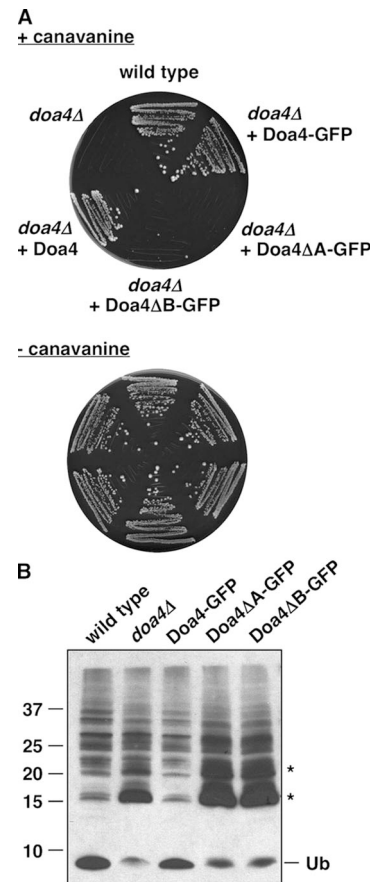 A
+ canavanine
wild type
doa4Δ
doa4Δ
+ Doa4-GFP
doa4Δ
+ Doa4
doa4Δ
+ Doa4ΔA-GFP
doa4Δ
+ Doa4ΔB-GFP
- canavanine
B
wild type
doa4Δ
Doa4-GFP
Doa4ΔA-GFP
Doa4ΔB-GFP
37
25
20
*
15
*
10
Ub